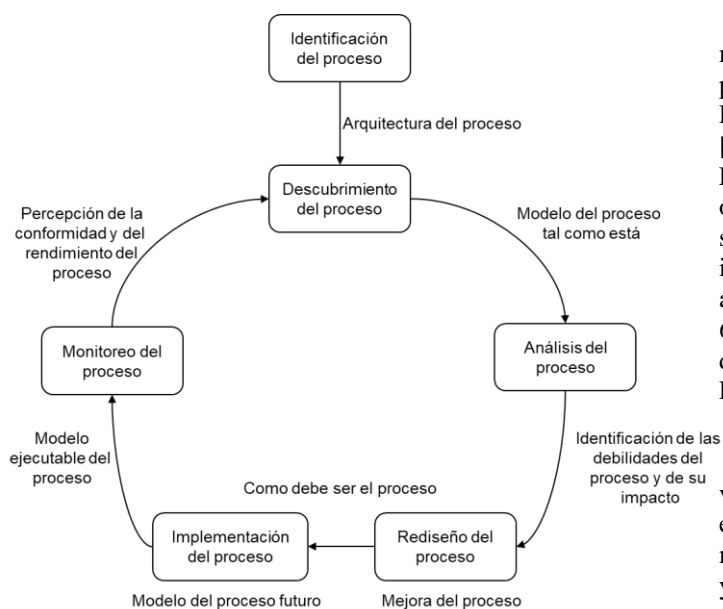 Identificación
del proceso
Arquitectura del proceso
Descubrimiento
del proceso
Percepción de la
conformidad y del
rendimiento del
proceso
Modelo del proceso
tal como está
Monitoreo del
proceso
Análisis del
proceso
Modelo
ejecutable del
proceso
Identificación de las
debilidades del
proceso y de su
impacto
Como debe ser el proceso
Implementación
del proceso
Rediseño del
proceso
Modelo del proceso futuro
Mejora del proceso